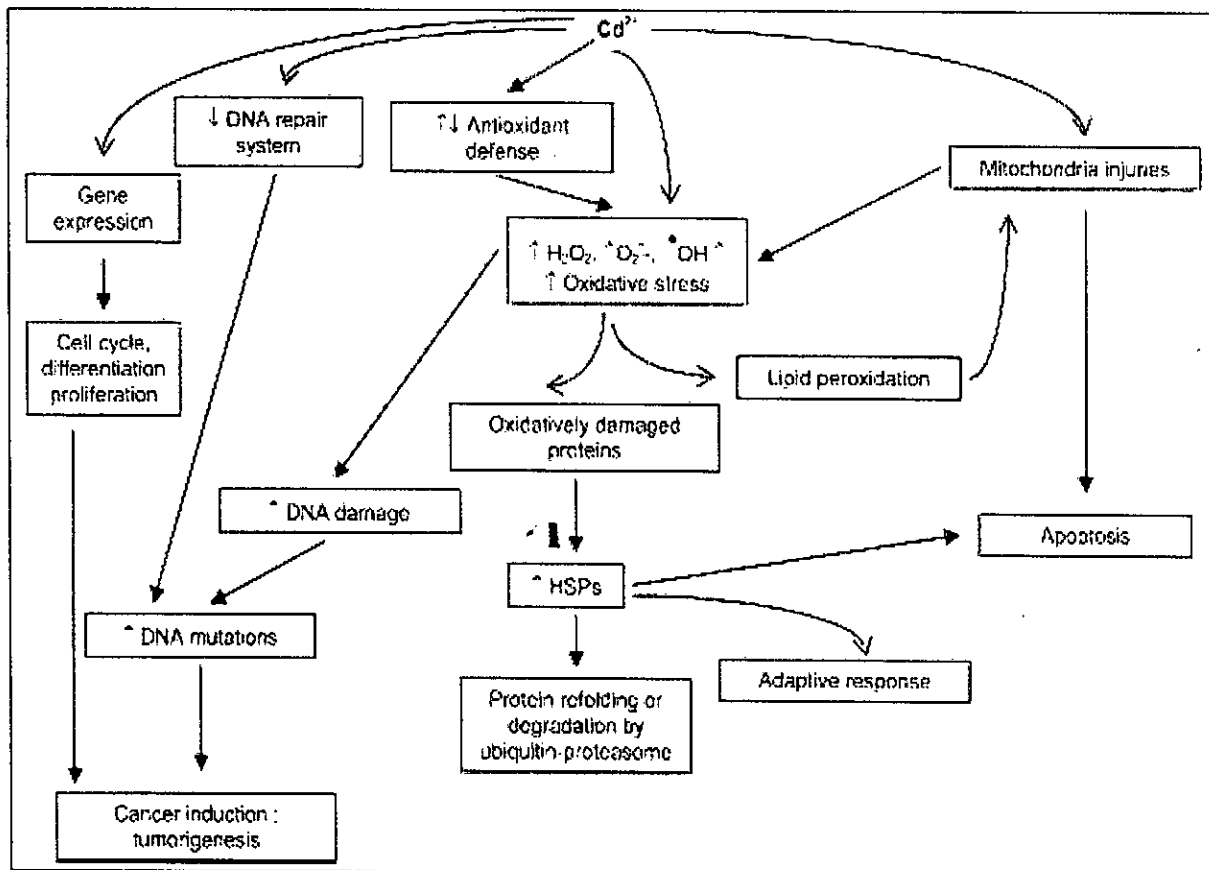 Cd²⁺
↓ DNA repair
system
↑↓ Antioxidant
defense
Mitochondria injuries
Gene
expression
↑ H₂O₂, ↑O₂⁻·, •OH ↑
↑ Oxidative stress
Cell cycle,
differentiation
proliferation
Lipid peroxidation
Oxidatively damaged
proteins
↑ DNA damage
Apoptosis
↑ HSPs
↑ DNA mutations
Adaptive response
Protein refolding or
degradation by
ubiquitin-proteasome
Cancer induction :
tumorigenesis